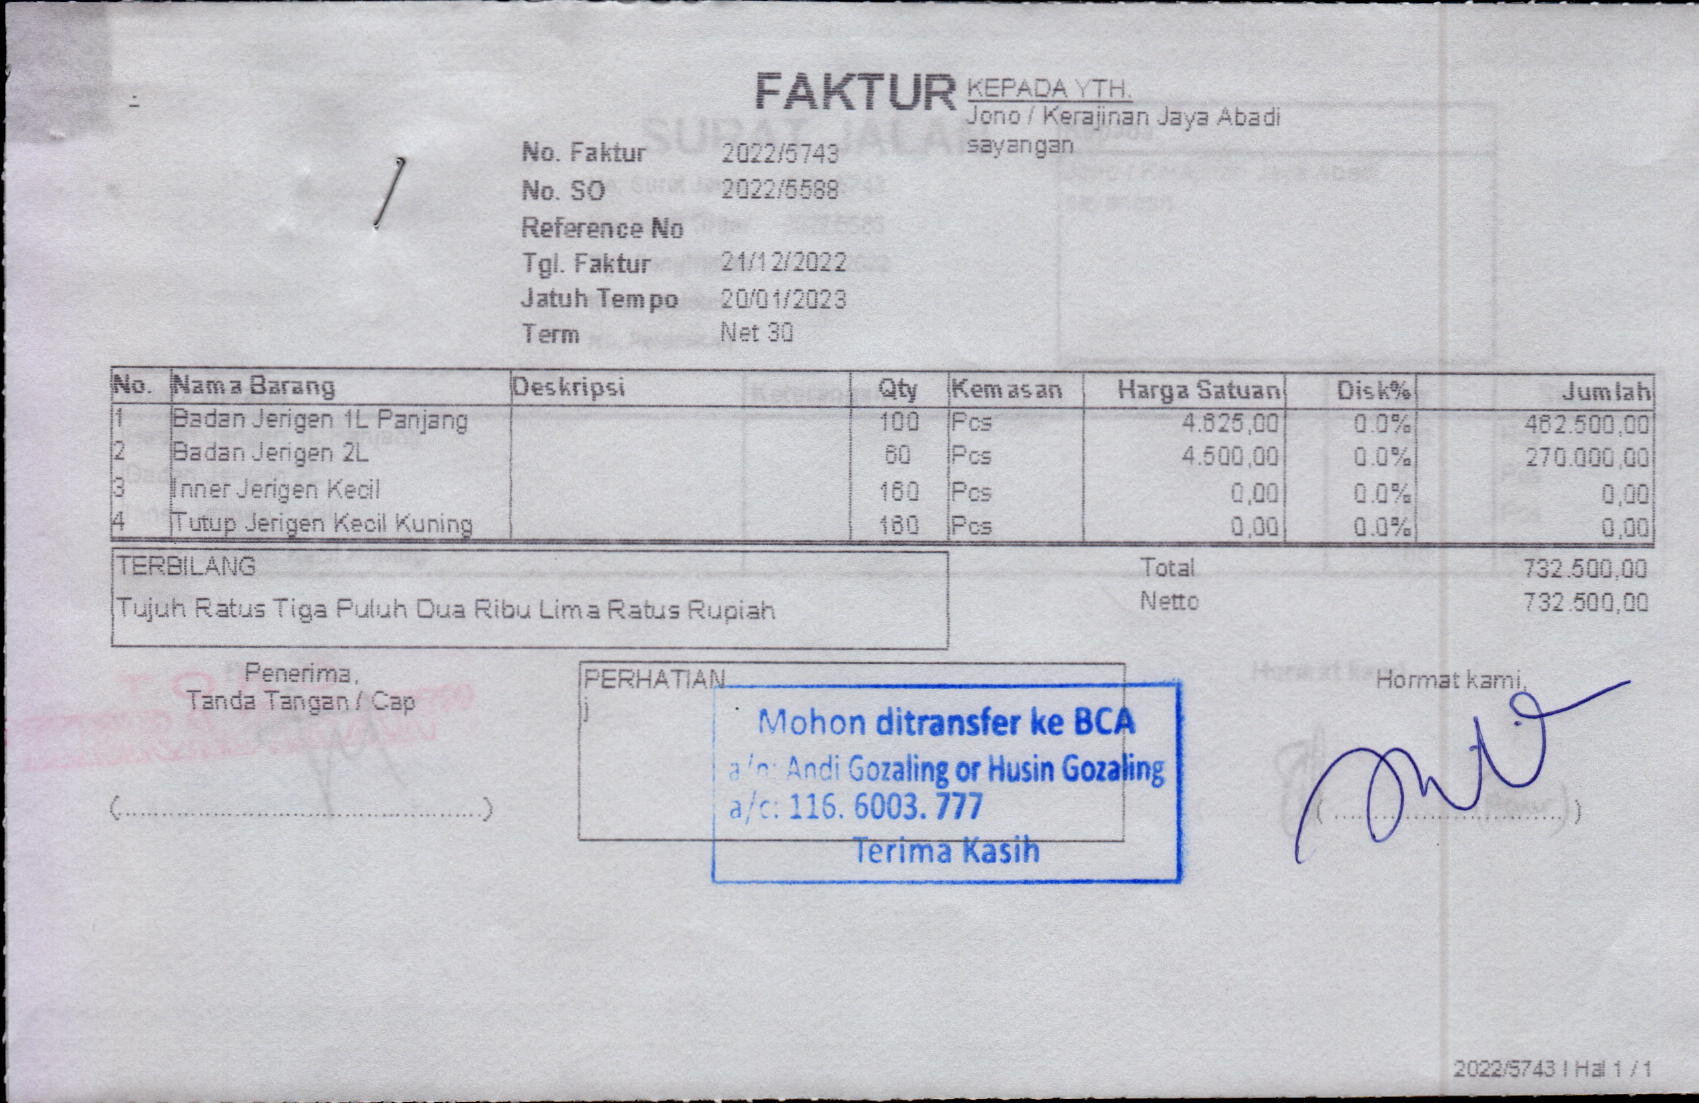 FAKTUR
KEPADA YTH.
Jono / Kerajinan Jaya Abadi
sayangan
No. Faktur 2022/5743
No. SO 2022/5588
Reference No
Tgl. Faktur 21/12/2022
Jatuh Tempo 20/01/2023
Term Net 30
No. Nama Barang Deskripsi Qty Kemasan Harga Satuan Disk% Jumlah
1 Badan Jerigen 1L Panjang 100 Pcs 4.625,00 0.0% 462.500,00
2 Badan Jerigen 2L 60 Pcs 4.500,00 0.0% 270.000,00
3 Inner Jerigen Kecil 160 Pcs 0,00 0.0% 0,00
4 Tutup Jerigen Kecil Kuning 160 Pcs 0,00 0.0% 0,00
TERBILANG
Tujuh Ratus Tiga Puluh Dua Ribu Lima Ratus Rupiah
Total 732.500,00
Netto 732.500,00
Penerima,
Tanda Tangan / Cap
(..................................................)
PERHATIAN
j
Mohon ditransfer ke BCA
a/n: Andi Gozaling or Husin Gozaling
a/c: 116. 6003. 777
Terima Kasih
Hormat kami,
(..................................)
2022/5743 | Hal 1 / 1